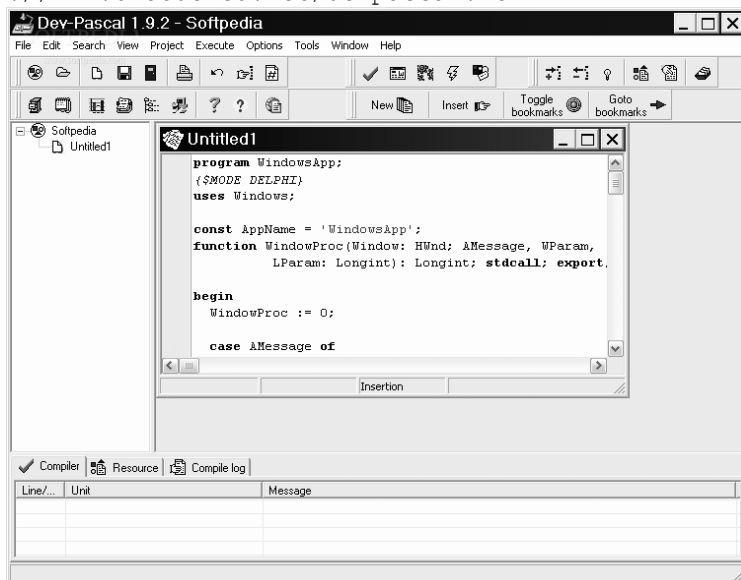 Dev-Pascal 1.9.2 - Softpedia
File Edit Search View Project Execute Options Tools Window Help
New Insert Toggle bookmarks Goto bookmarks
Softpedia
Untitled1
Untitled1
program WindowsApp;
{$MODE DELPHI}
uses Windows;
const AppName = 'WindowsApp';
function WindowProc(Window: HWnd; AMessage, WParam,
LParam: Longint): Longint; stdcall; export;
begin
WindowProc := 0;
case AMessage of
Insertion
Compiler Resource Compile log
Line/... Unit Message